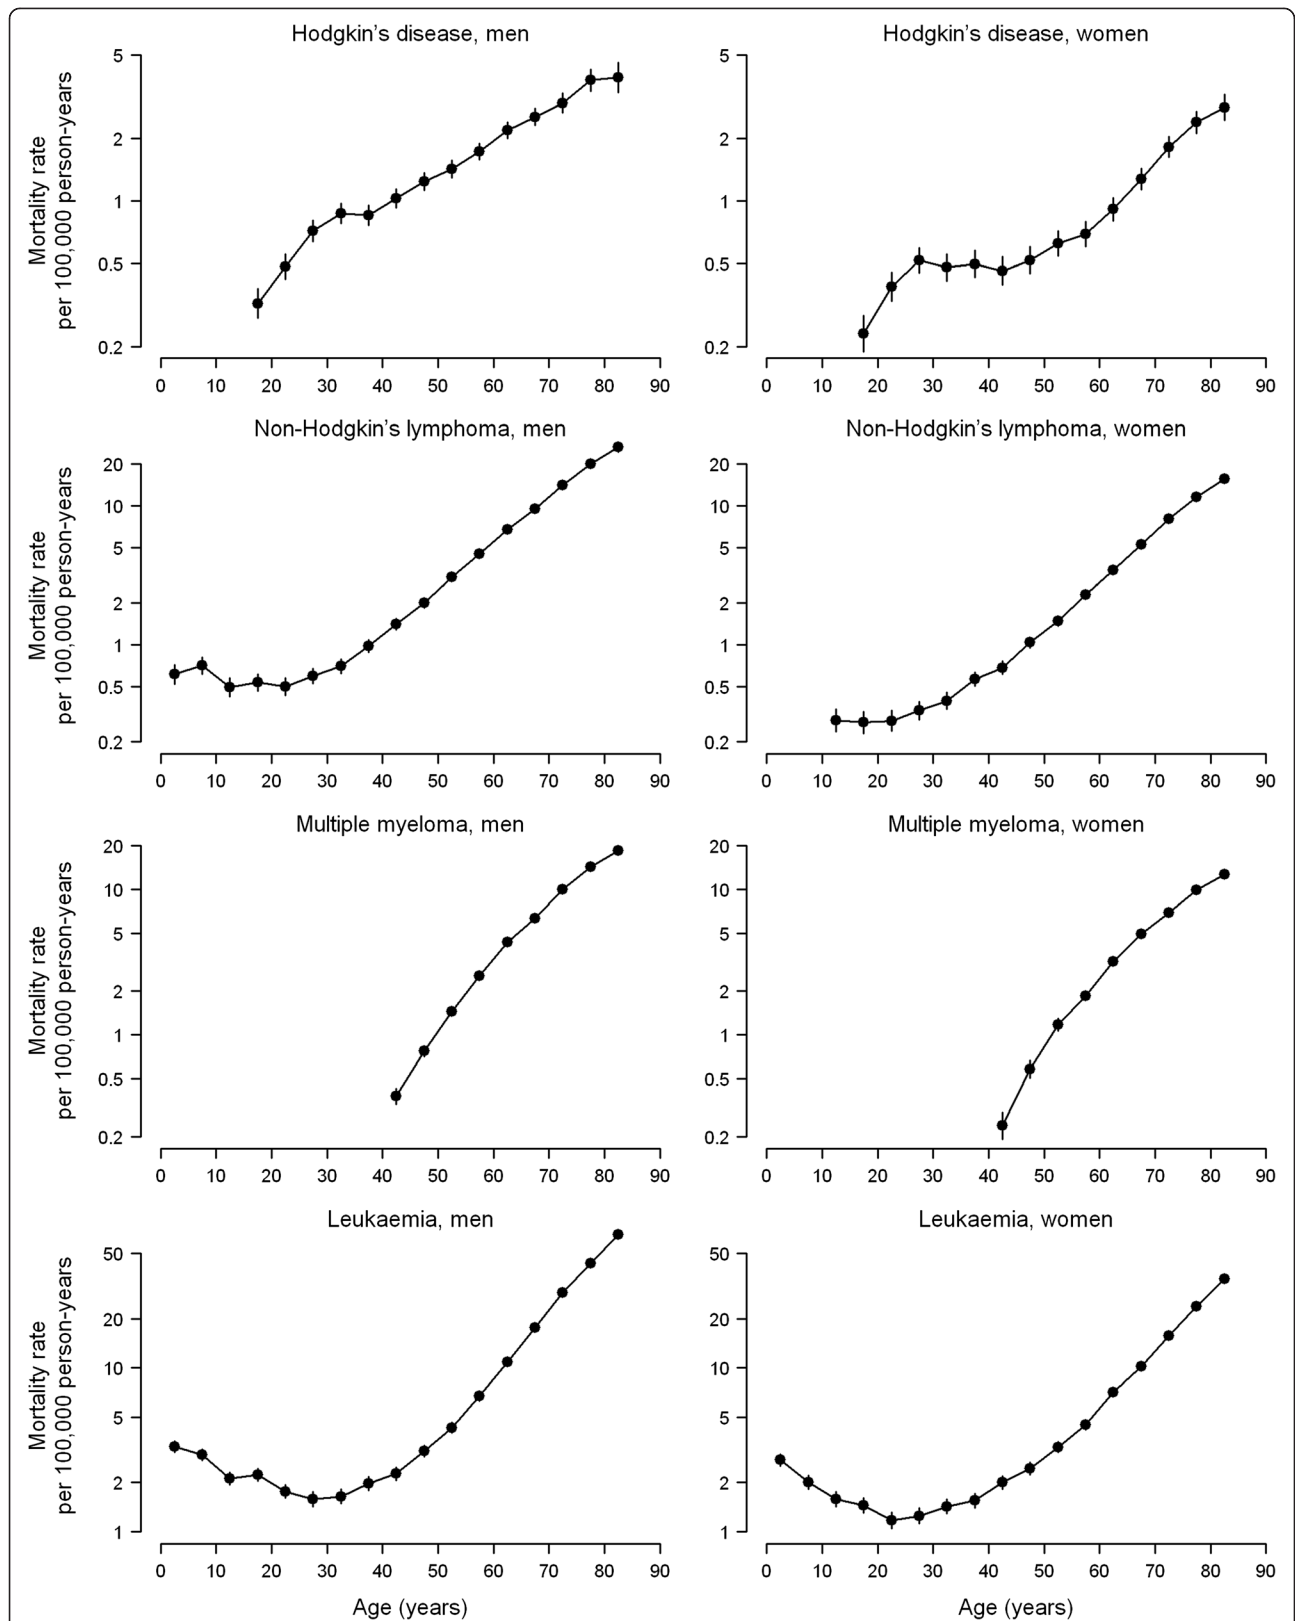 Hodgkin's disease, men
Mortality rate
per 100,000 person-years
5
2
1
0.5
0.2
0 10 20 30 40 50 60 70 80 90
Hodgkin's disease, women
5
2
1
0.5
0.2
0 10 20 30 40 50 60 70 80 90
Non-Hodgkin's lymphoma, men
Mortality rate
per 100,000 person-years
20
10
5
2
1
0.5
0.2
0 10 20 30 40 50 60 70 80 90
Non-Hodgkin's lymphoma, women
20
10
5
2
1
0.5
0.2
0 10 20 30 40 50 60 70 80 90
Multiple myeloma, men
Mortality rate
per 100,000 person-years
20
10
5
2
1
0.5
0.2
0 10 20 30 40 50 60 70 80 90
Multiple myeloma, women
20
10
5
2
1
0.5
0.2
0 10 20 30 40 50 60 70 80 90
Leukaemia, men
Mortality rate
per 100,000 person-years
50
20
10
5
2
1
0 10 20 30 40 50 60 70 80 90
Age (years)
Leukaemia, women
50
20
10
5
2
1
0 10 20 30 40 50 60 70 80 90
Age (years)